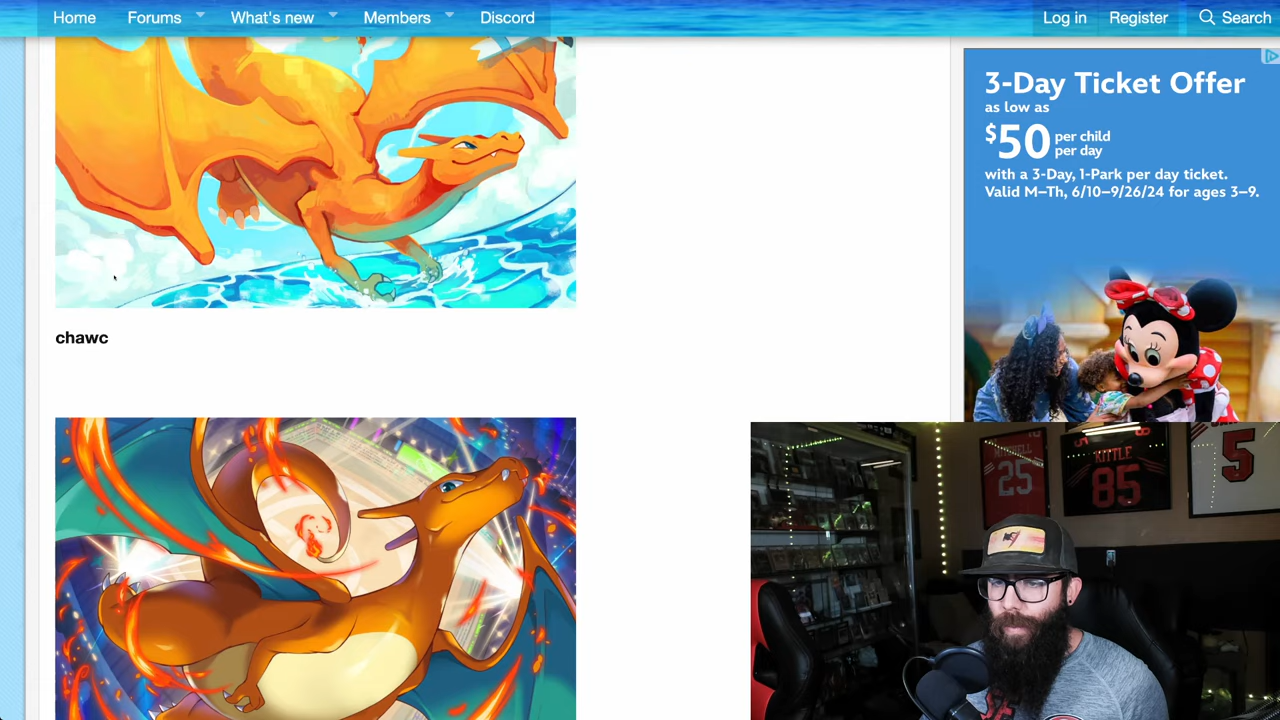 Home
Forums
What's new
Members
Discord
Log in
Register
Search
3-Day Ticket Offer
as low as
$50 per child
per day
with a 3-Day, 1-Park per day ticket.
Valid M–Th, 6/10–9/26/24 for ages 3–9.
chawc
25
KITTLE
85
5